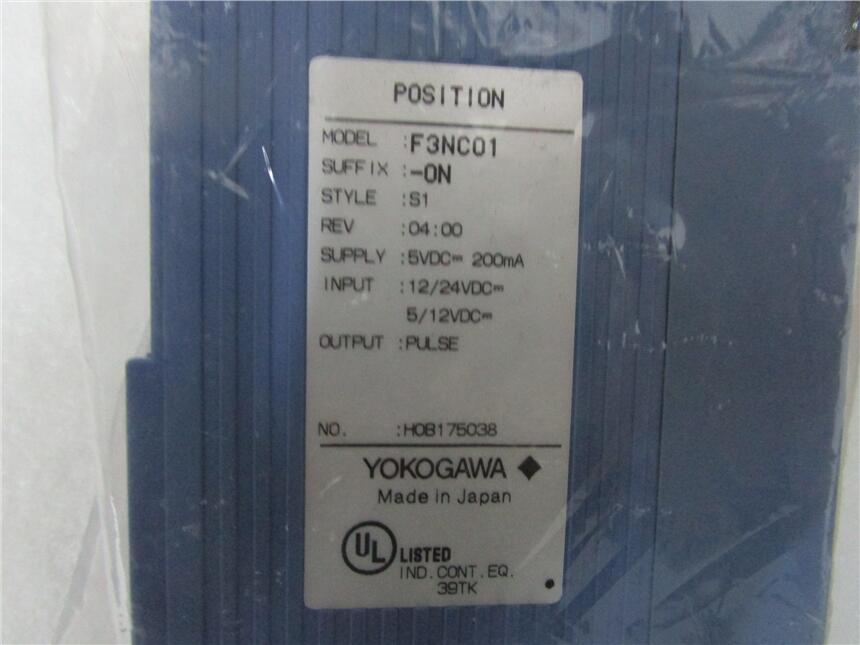 POSITION
MODEL :F3NC01
SUFFIX :-0N
STYLE :S1
REV :04:00
SUPPLY :5VDC⎓ 200mA
INPUT :12/24VDC⎓
5/12VDC⎓
OUTPUT :PULSE
NO. :H0B175038
YOKOGAWA ◆
Made in Japan
UL LISTED
IND.CONT.EQ.
39TK